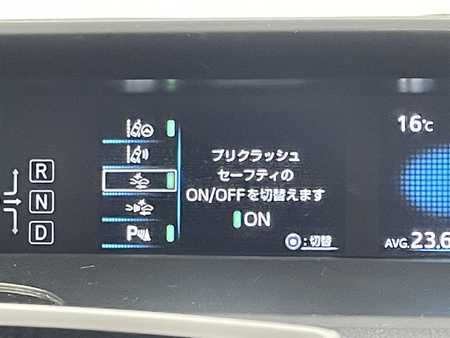 プリクラッシュ
セーフティの
ON/OFFを切替えます
ON
:切替
R
N
D
P
16℃
AVG.23.6